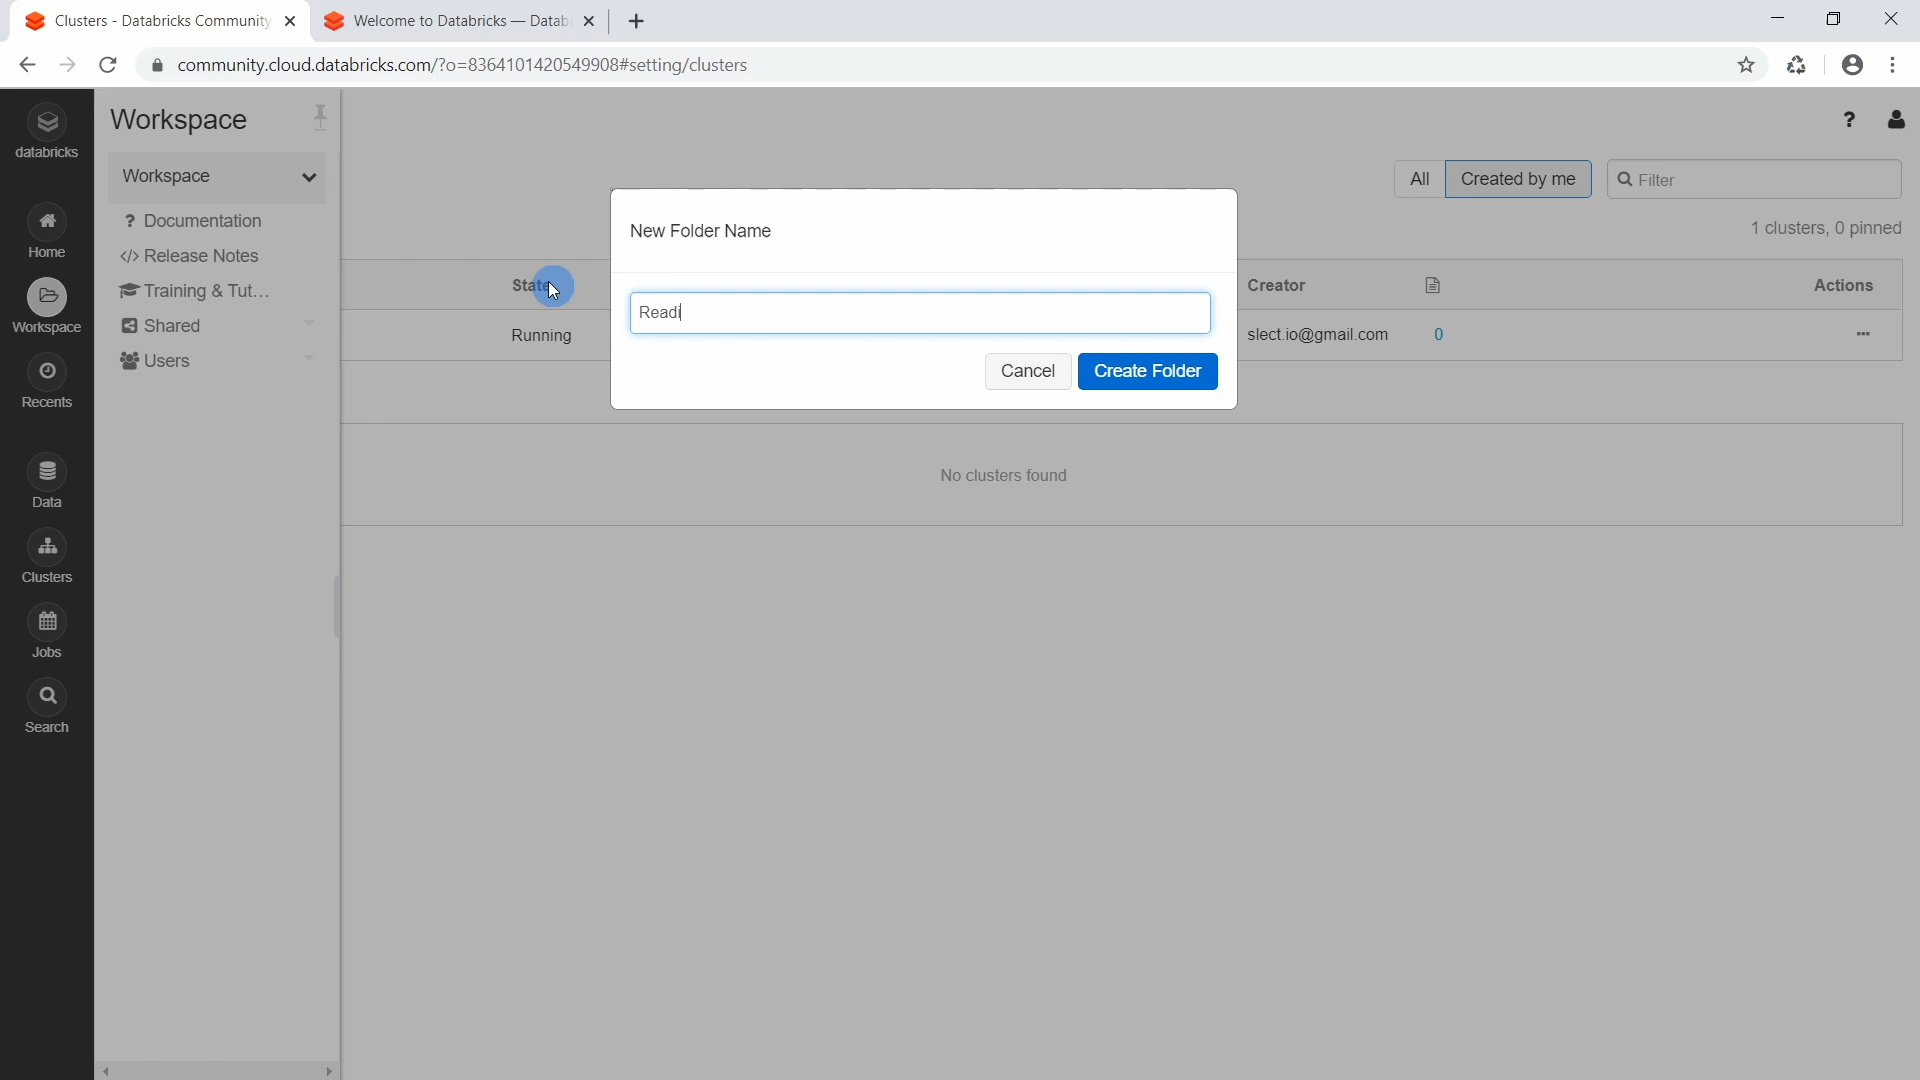 Clusters - Databricks Community
Welcome to Databricks — Datab
community.cloud.databricks.com/?o=8364101420549908#setting/clusters
databricks
Home
Workspace
Recents
Data
Clusters
Jobs
Search
Workspace
Workspace
? Documentation
</> Release Notes
Training & Tut...
Shared
Users
?
All
Created by me
Filter
1 clusters, 0 pinned
State
Creator
Actions
Running
slect.io@gmail.com
0
No clusters found
New Folder Name
Readi
Cancel
Create Folder